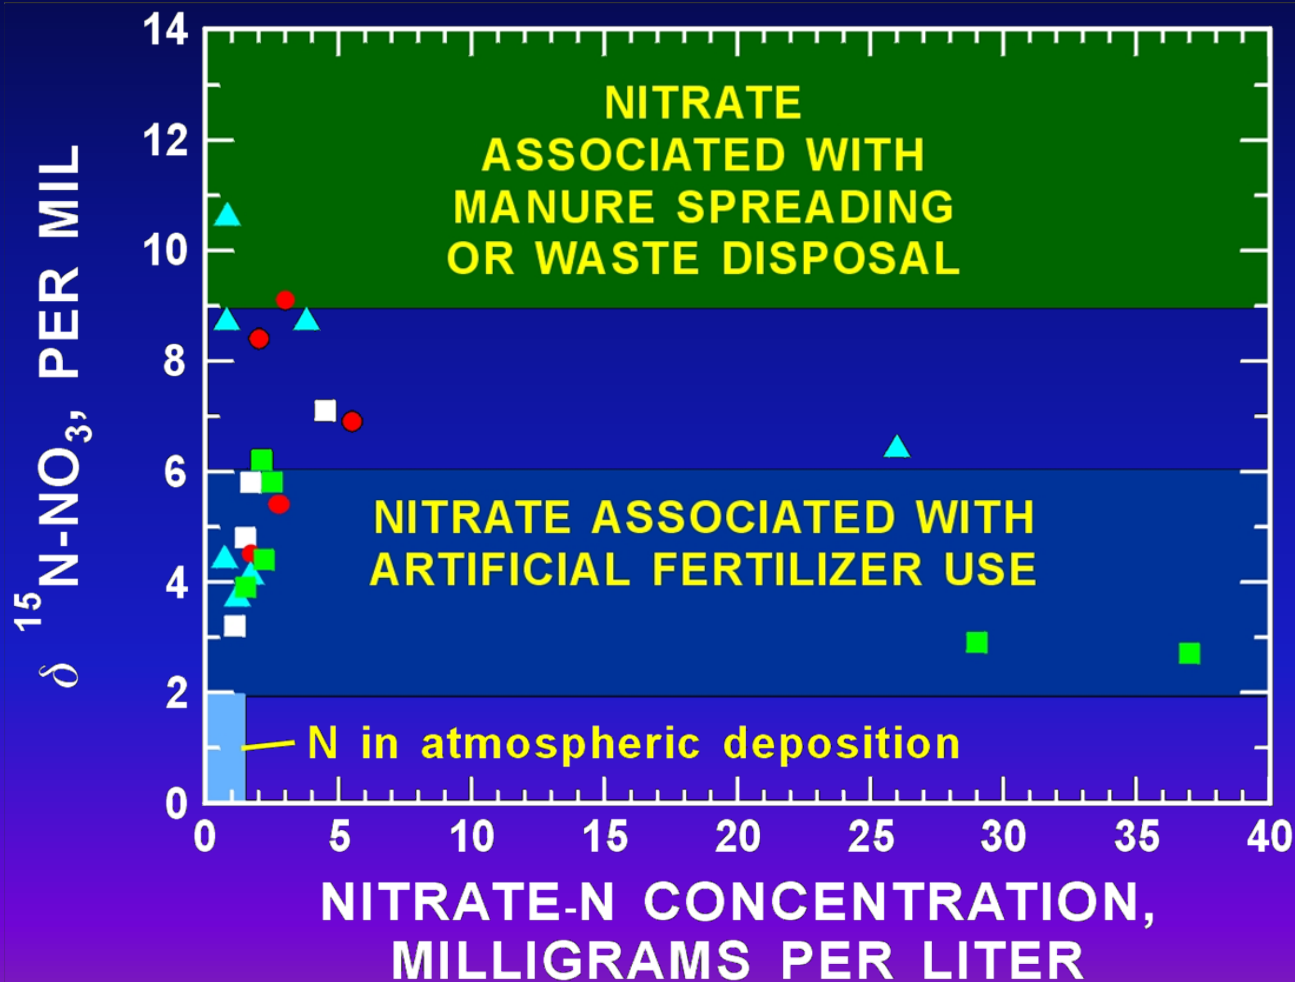 14
12
10
8
6
4
2
0
δ 15N-NO3, PER MIL
NITRATE
ASSOCIATED WITH
MANURE SPREADING
OR WASTE DISPOSAL
NITRATE ASSOCIATED WITH
ARTIFICIAL FERTILIZER USE
N in atmospheric deposition
0 5 10 15 20 25 30 35 40
NITRATE-N CONCENTRATION,
MILLIGRAMS PER LITER